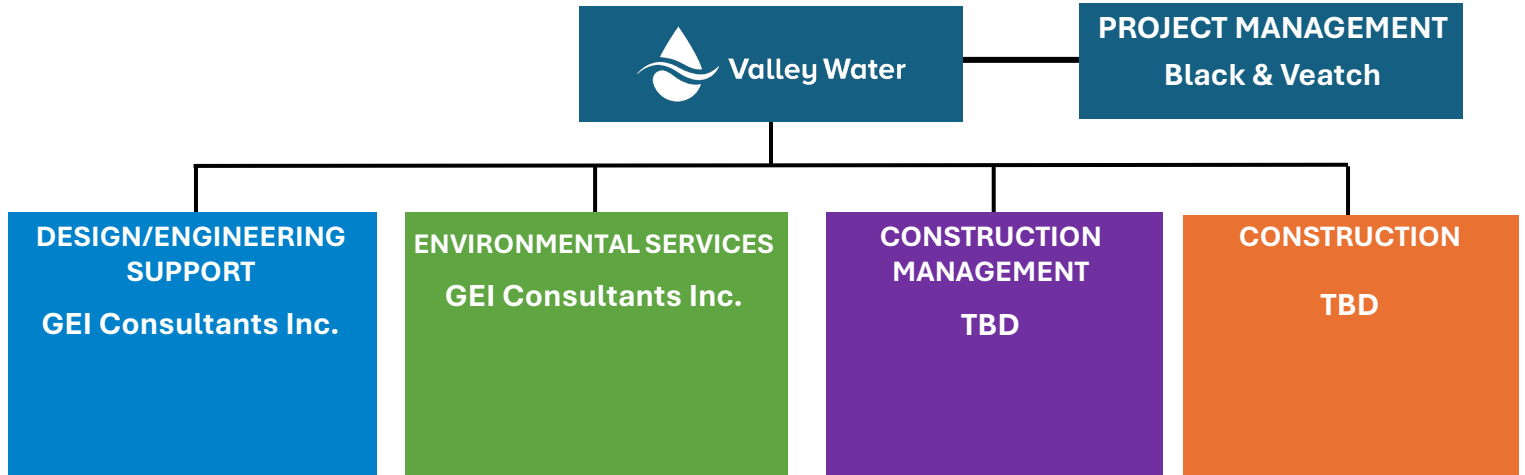 Valley Water
PROJECT MANAGEMENT
Black & Veatch
DESIGN/ENGINEERING
SUPPORT
GEI Consultants Inc.
ENVIRONMENTAL SERVICES
GEI Consultants Inc.
CONSTRUCTION
MANAGEMENT
TBD
CONSTRUCTION
TBD